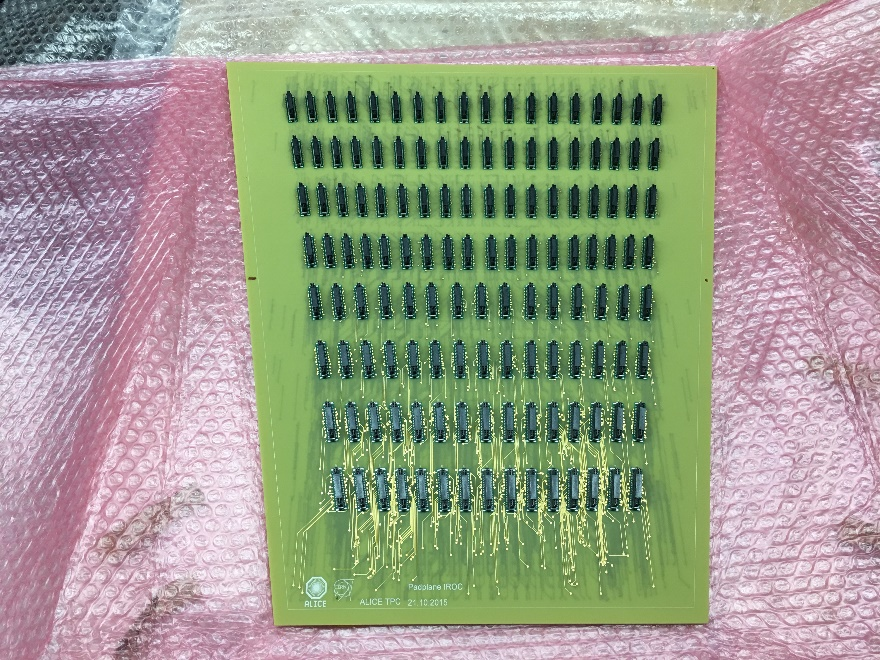 Padplane IROC
ALICE
ALICE TPC 21.10.2015